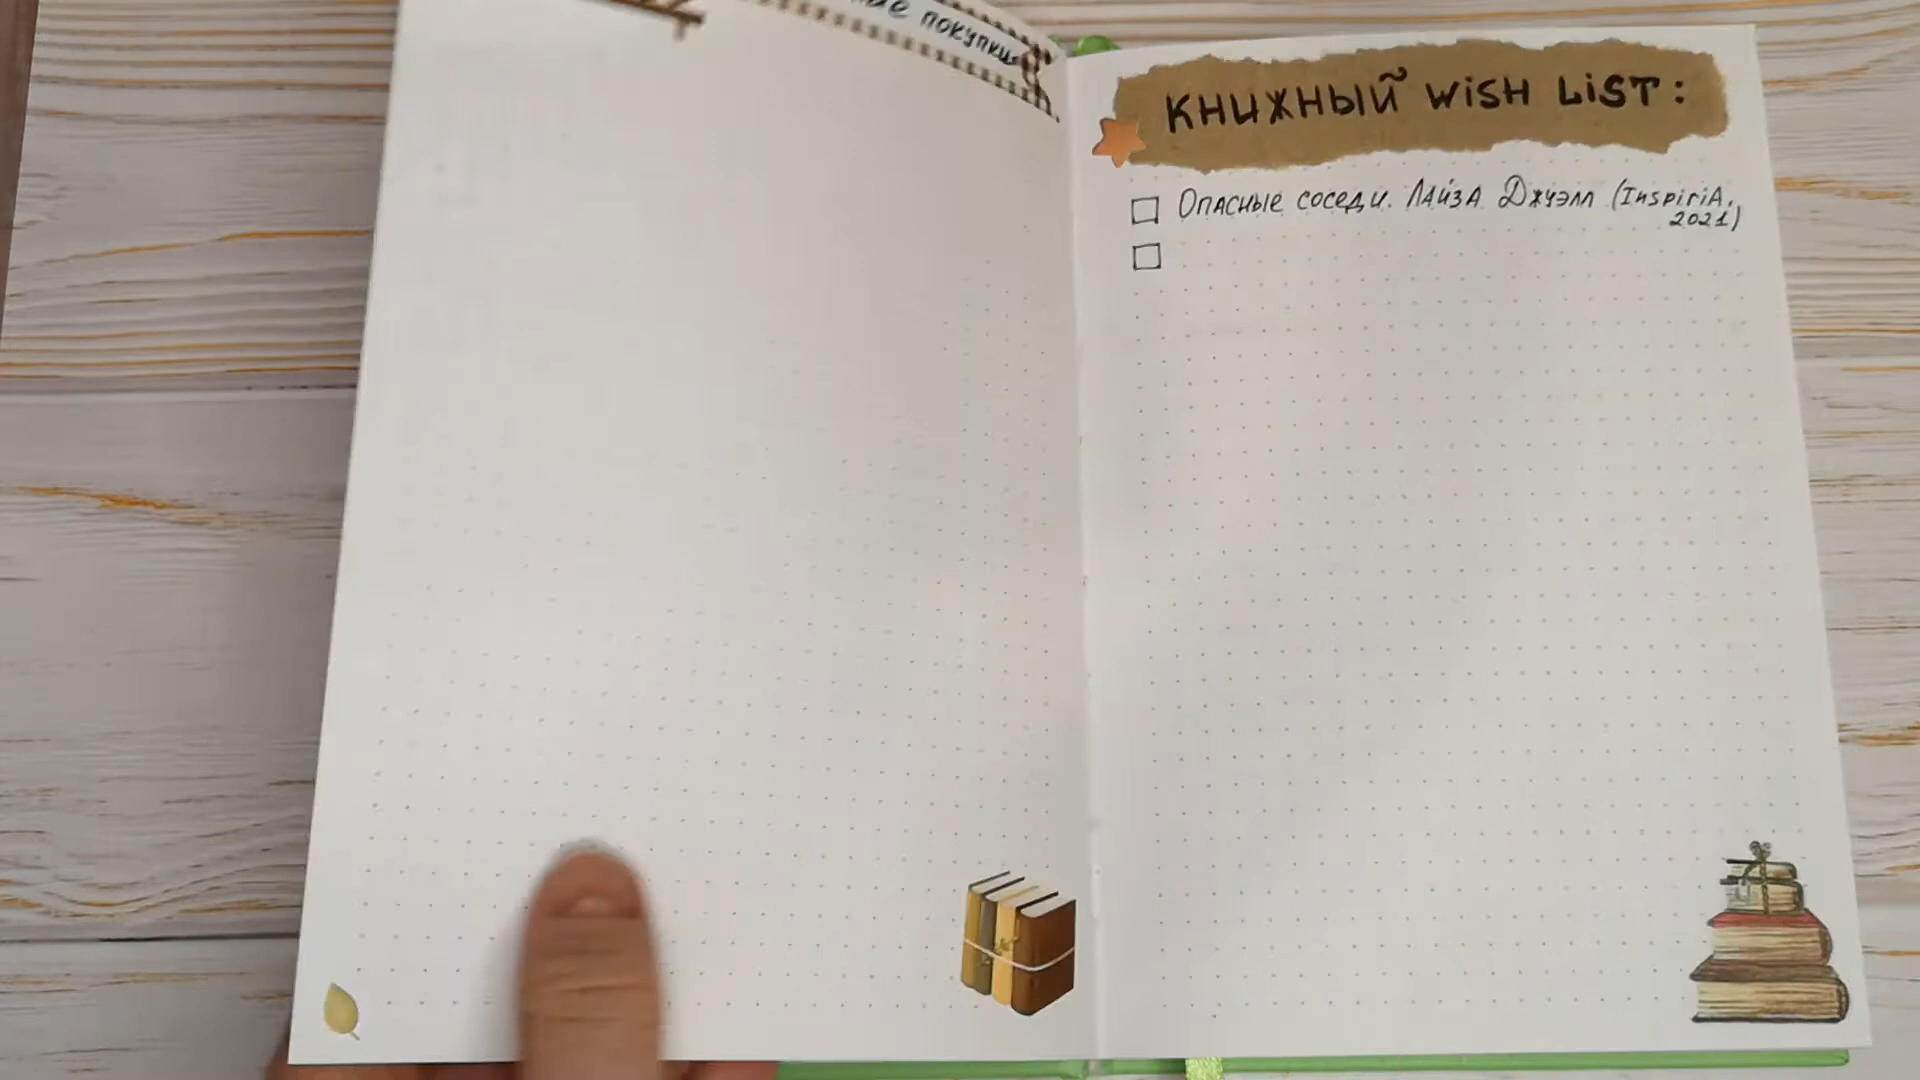 покупки
КНИЖНЫЙ WISH LIST:
Опасные соседи. Лайза Джуэлл (InspiriA,
2021)